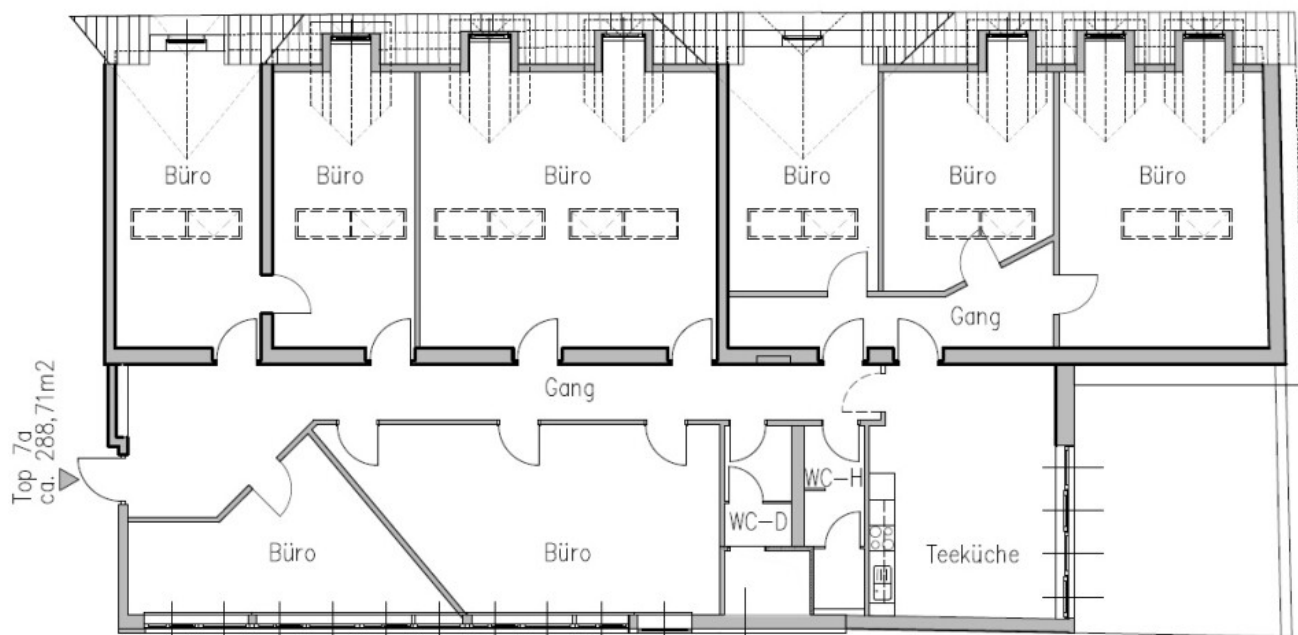 Büro
Büro
Büro
Büro
Büro
Büro
Gang
Gang
Top 7a
ca. 288,71m2
WC-H
WC-D
Büro
Büro
Teeküche